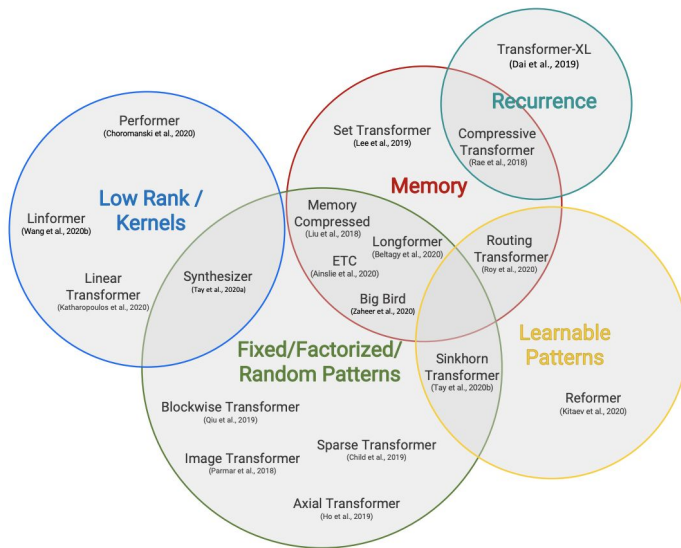 Transformer-XL
(Dai et al., 2019)
Recurrence
Compressive
Transformer
(Rae et al., 2018)
Performer
(Choromanski et al., 2020)
Set Transformer
(Lee et al., 2019)
Memory
Low Rank /
Kernels
Linformer
(Wang et al., 2020b)
Linear
Transformer
(Katharopoulos et al., 2020)
Synthesizer
(Tay et al., 2020a)
Memory
Compressed
(Liu et al., 2018)
Longformer
(Beltagy et al., 2020)
ETC
(Ainslie et al., 2020)
Big Bird
(Zaheer et al., 2020)
Routing
Transformer
(Roy et al., 2020)
Fixed/Factorized/
Random Patterns
Learnable
Patterns
Sinkhorn
Transformer
(Tay et al., 2020b)
Reformer
(Kitaev et al., 2020)
Blockwise Transformer
(Qiu et al., 2019)
Sparse Transformer
(Child et al., 2019)
Image Transformer
(Parmar et al., 2018)
Axial Transformer
(Ho et al., 2019)